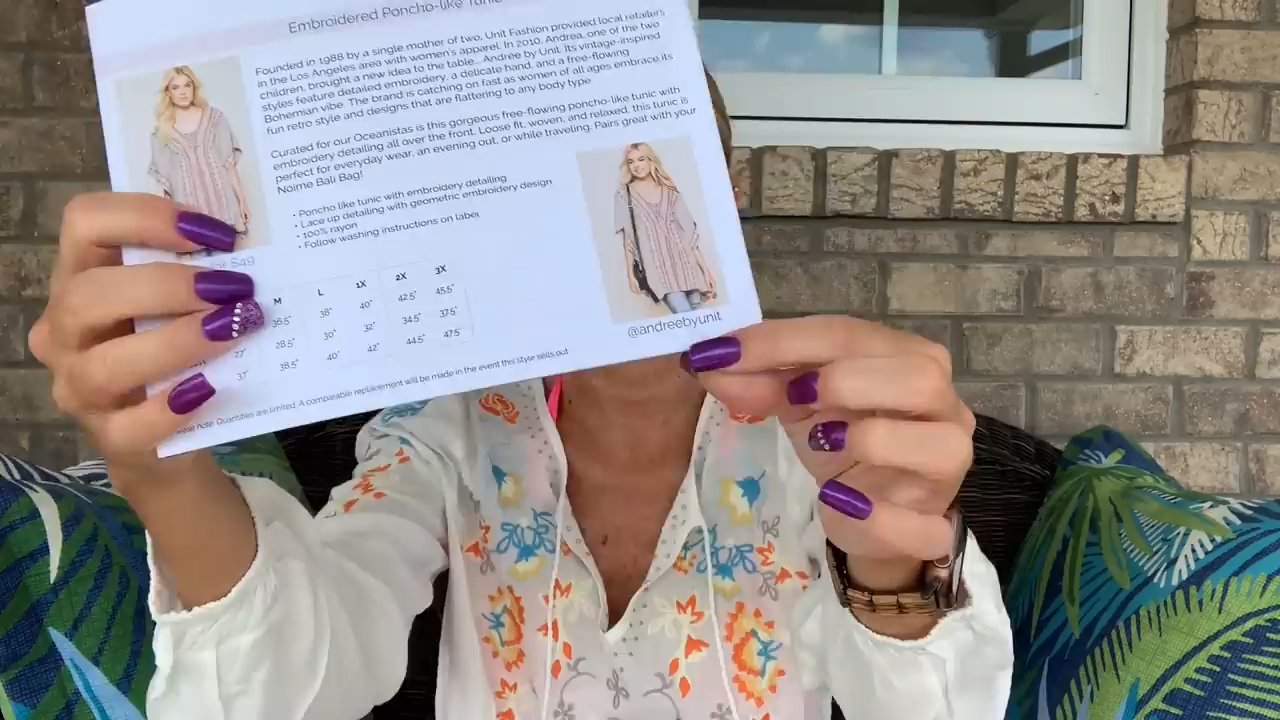 Embroidered Poncho-like Tunic
Founded in 1988 by a single mother of two, Unit Fashion provided local retailers
in the Los Angeles area with women's apparel. In 2010, Andrea, one of the two
children, brought a new idea to the table... Andrée by Unit. Its vintage-inspired
styles feature detailed embroidery, a delicate hand, and a free-flowing
Bohemian vibe. The brand is catching on fast as women of all ages embrace its
fun retro style and designs that are flattering to any body type.
Curated for our Oceanistas is this gorgeous free-flowing poncho-like tunic with
embroidery detailing all over the front. Loose fit, woven, and relaxed, this tunic is
perfect for everyday wear, an evening out, or while traveling. Pairs great with your
Noime Bali Bag!
• Poncho like tunic with embroidery detailing
• Lace up detailing with geometric embroidery design
• 100% rayon
• Follow washing instructions on label
$49
M L 1X 2X 3X
36.5" 38" 40" 42.5" 45.5"
27" 28.5" 30" 32" 34.5" 37.5"
37" 38.5" 40" 42" 44.5" 47.5"
note: Quantities are limited. A comparable replacement will be made in the event this style sells out.
@andreebyunit